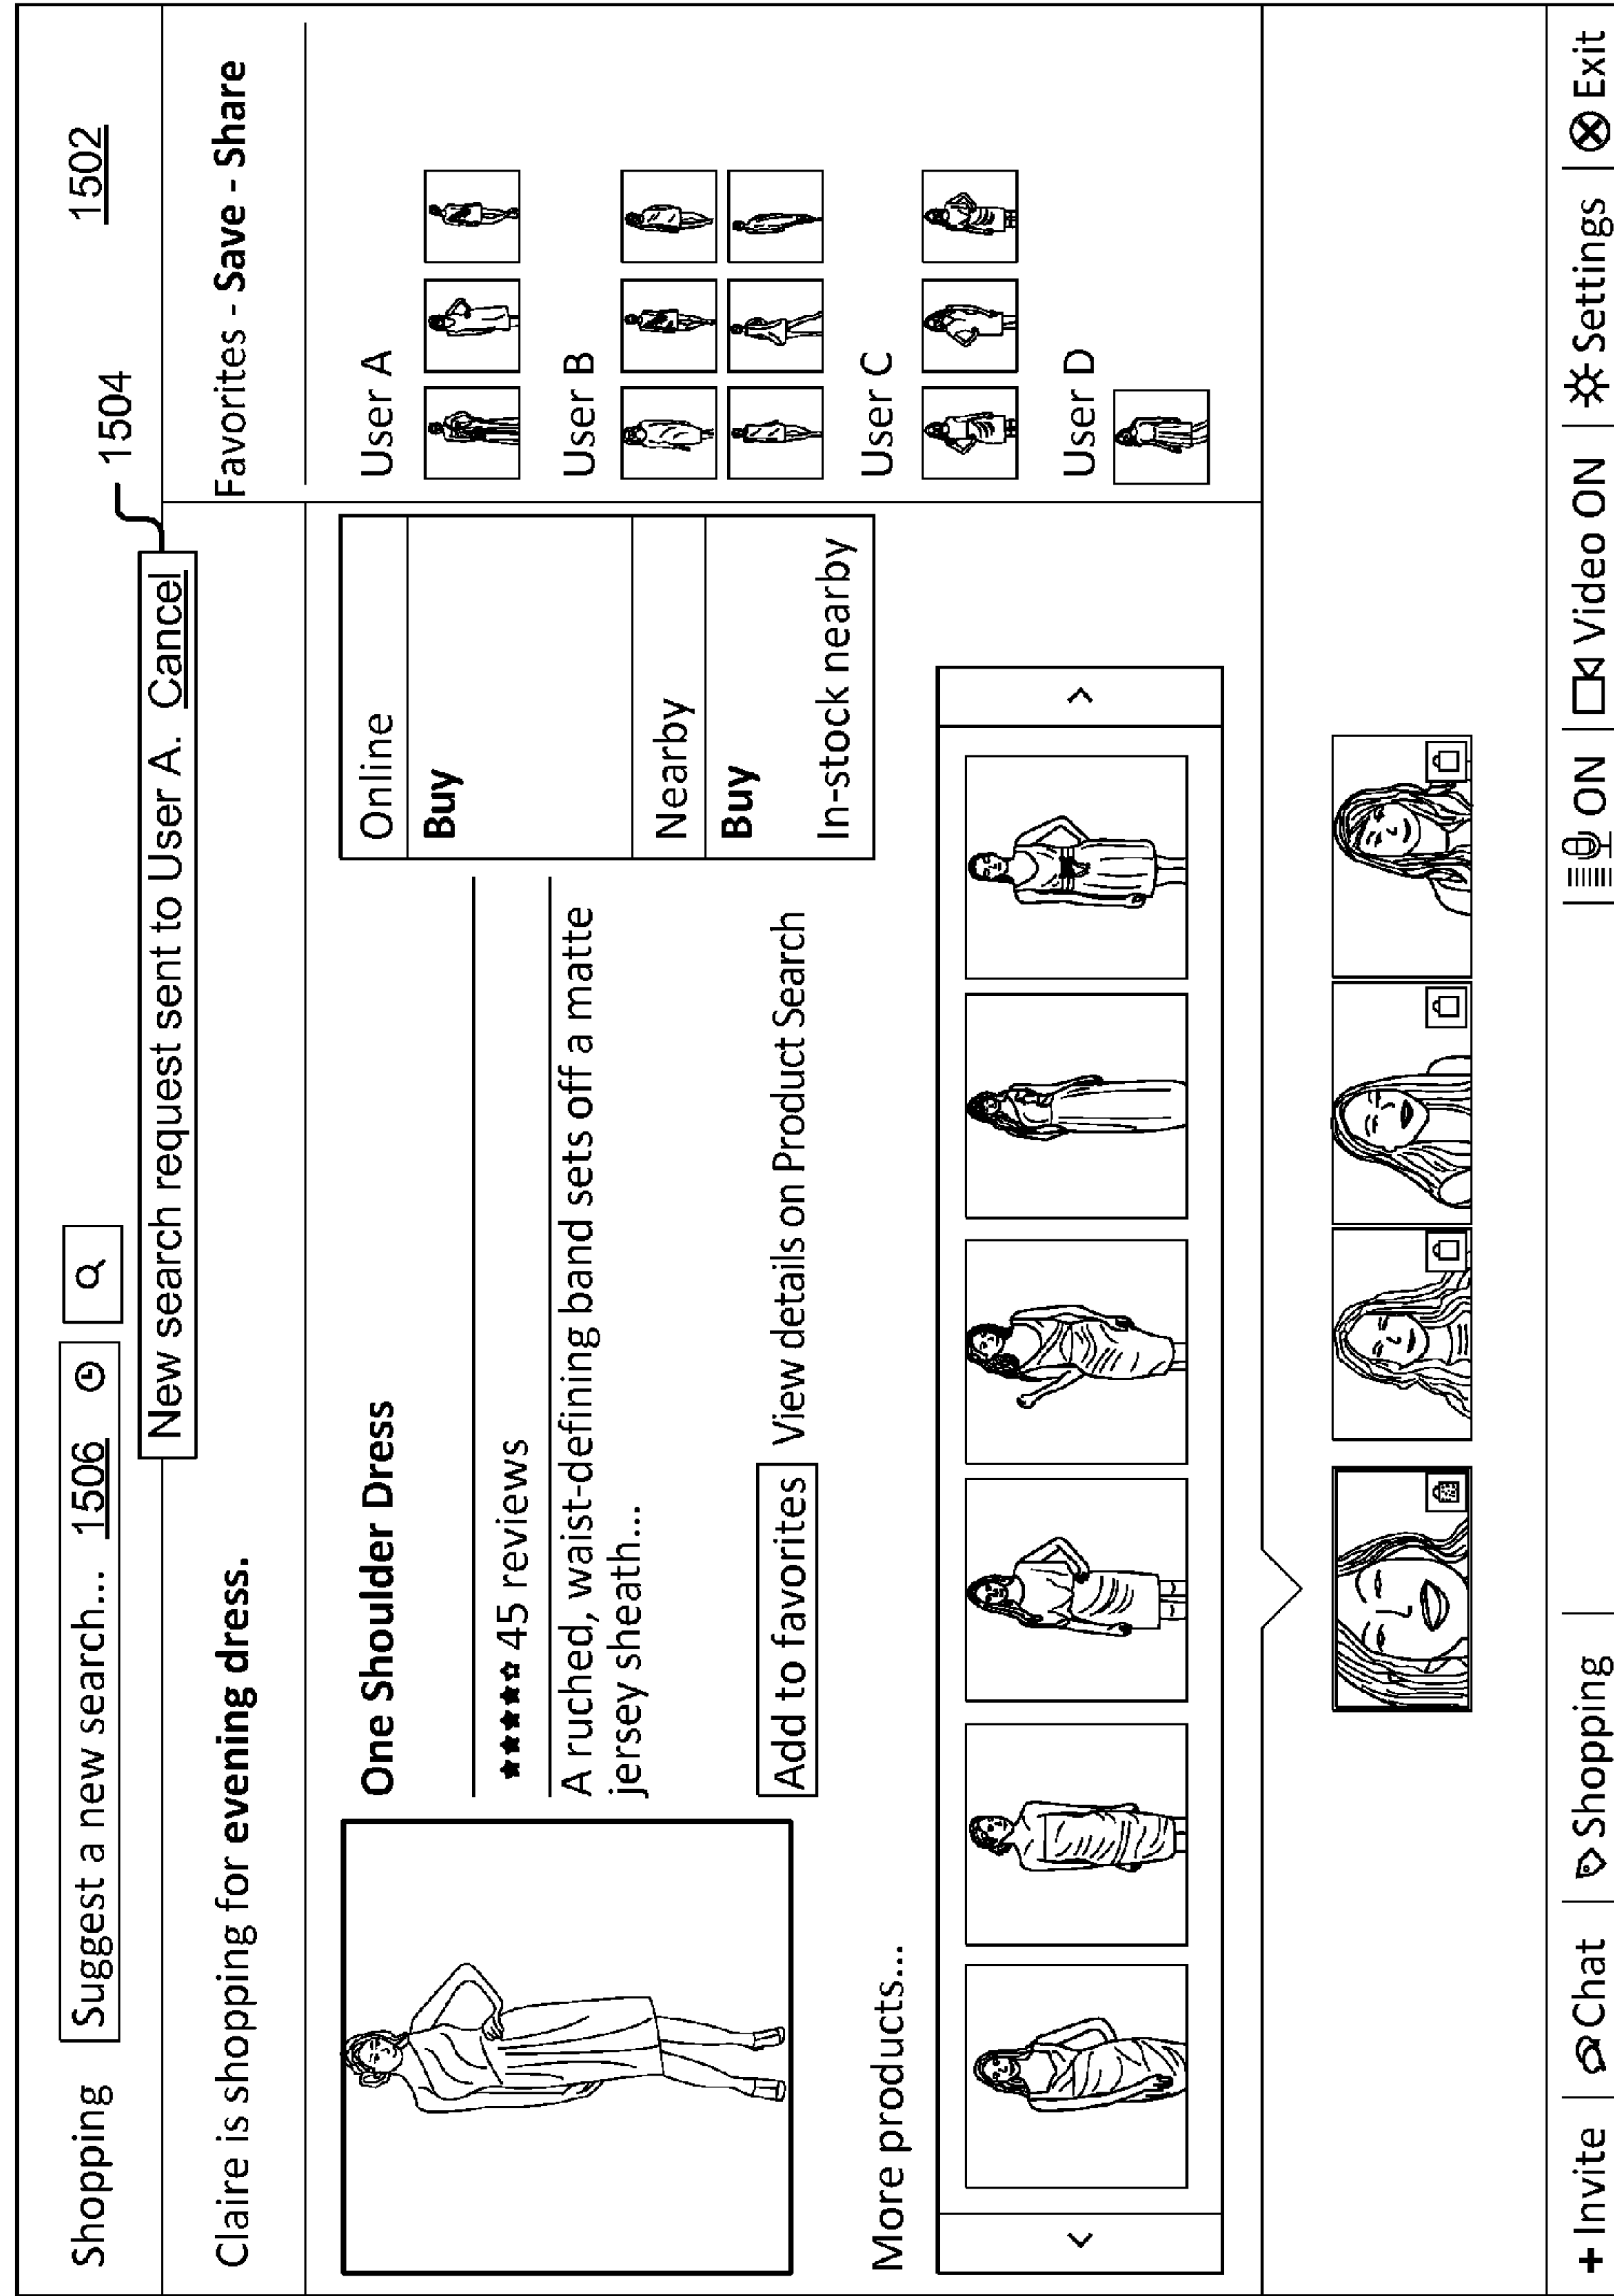 Shopping Suggest a new search... 1506
1504
1502
New search request sent to User A. Cancel
Claire is shopping for evening dress.
Favorites - Save - Share
One Shoulder Dress
45 reviews
A ruched, waist-defining band sets off a matte
jersey sheath...
Add to favorites View details on Product Search
Online
Buy
Nearby
Buy
In-stock nearby
User A
User B
User C
User D
More products...
+ Invite | Chat | Shopping | ON | Video ON | Settings | Exit